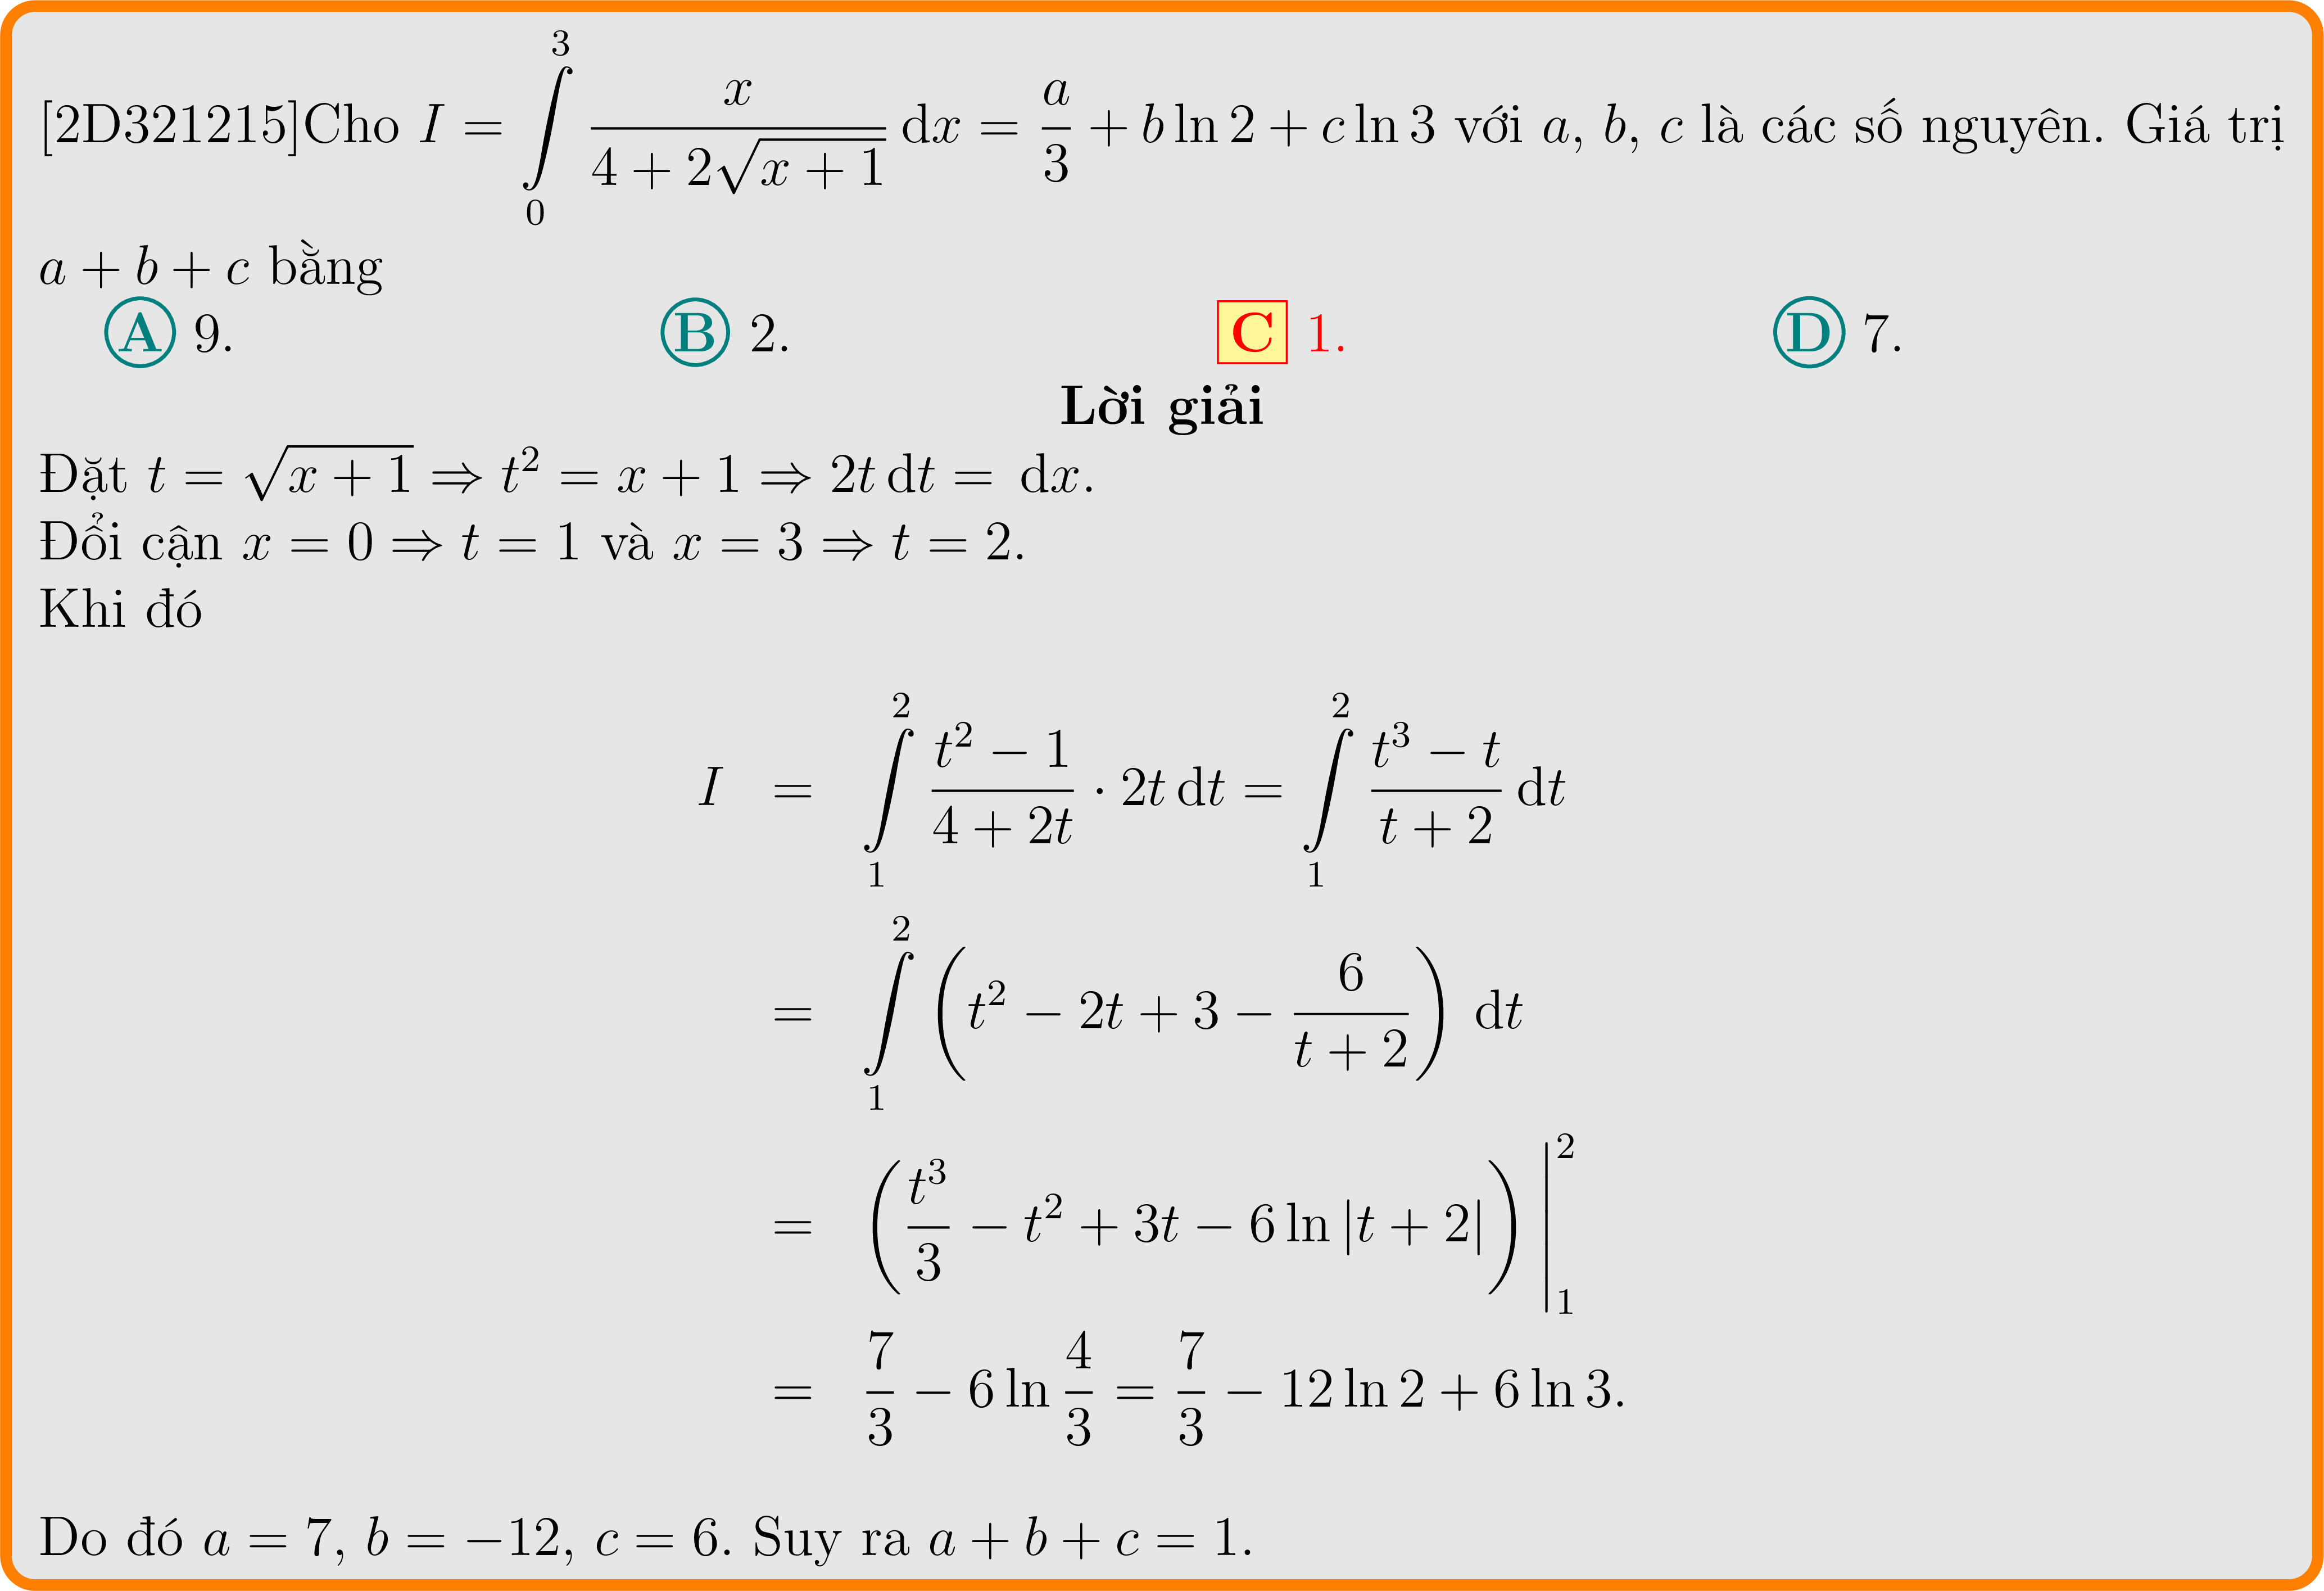 [2D321215]Cho $I = \int\limits_0^3 \frac{x}{4 + 2\sqrt{x+1}} \, \mathrm{d}x = \frac{a}{3} + b \ln 2 + c \ln 3$ với $a$, $b$, $c$ là các số nguyên. Giá trị
$a + b + c$ bằng
A 9. B 2. C 1. D 7.
Lời giải
Đặt $t = \sqrt{x+1} \Rightarrow t^2 = x + 1 \Rightarrow 2t \, \mathrm{d}t = \mathrm{d}x$.
Đổi cận $x = 0 \Rightarrow t = 1$ và $x = 3 \Rightarrow t = 2$.
Khi đó
$I = \int\limits_1^2 \frac{t^2 - 1}{4 + 2t} \cdot 2t \, \mathrm{d}t = \int\limits_1^2 \frac{t^3 - t}{t + 2} \, \mathrm{d}t$
$= \int\limits_1^2 \left( t^2 - 2t + 3 - \frac{6}{t + 2} \right) \mathrm{d}t$
$= \left. \left( \frac{t^3}{3} - t^2 + 3t - 6 \ln |t + 2| \right) \right|_1^2$
$= \frac{7}{3} - 6 \ln \frac{4}{3} = \frac{7}{3} - 12 \ln 2 + 6 \ln 3.$
Do đó $a = 7$, $b = -12$, $c = 6$. Suy ra $a + b + c = 1$.